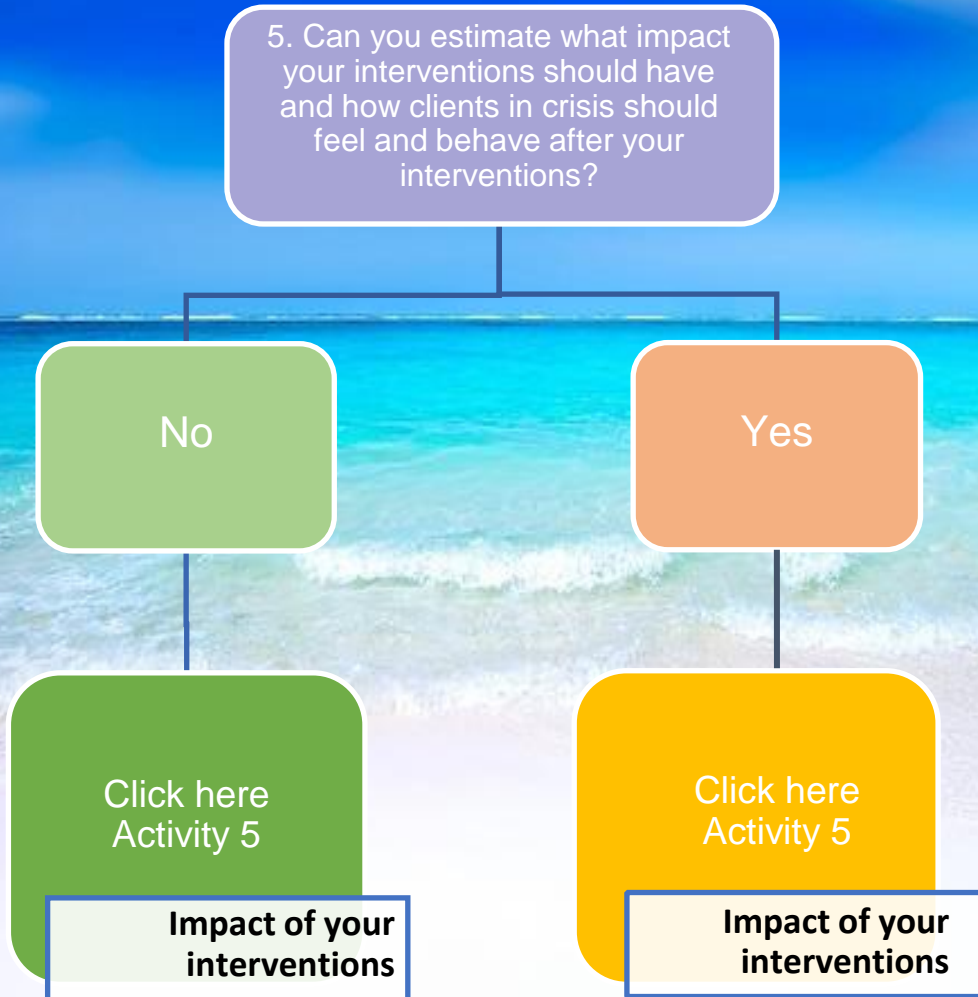 5. Can you estimate what impact
your interventions should have
and how clients in crisis should
feel and behave after your
interventions?
No
Yes
Click here
Activity 5
Impact of your
interventions
Click here
Activity 5
Impact of your
interventions